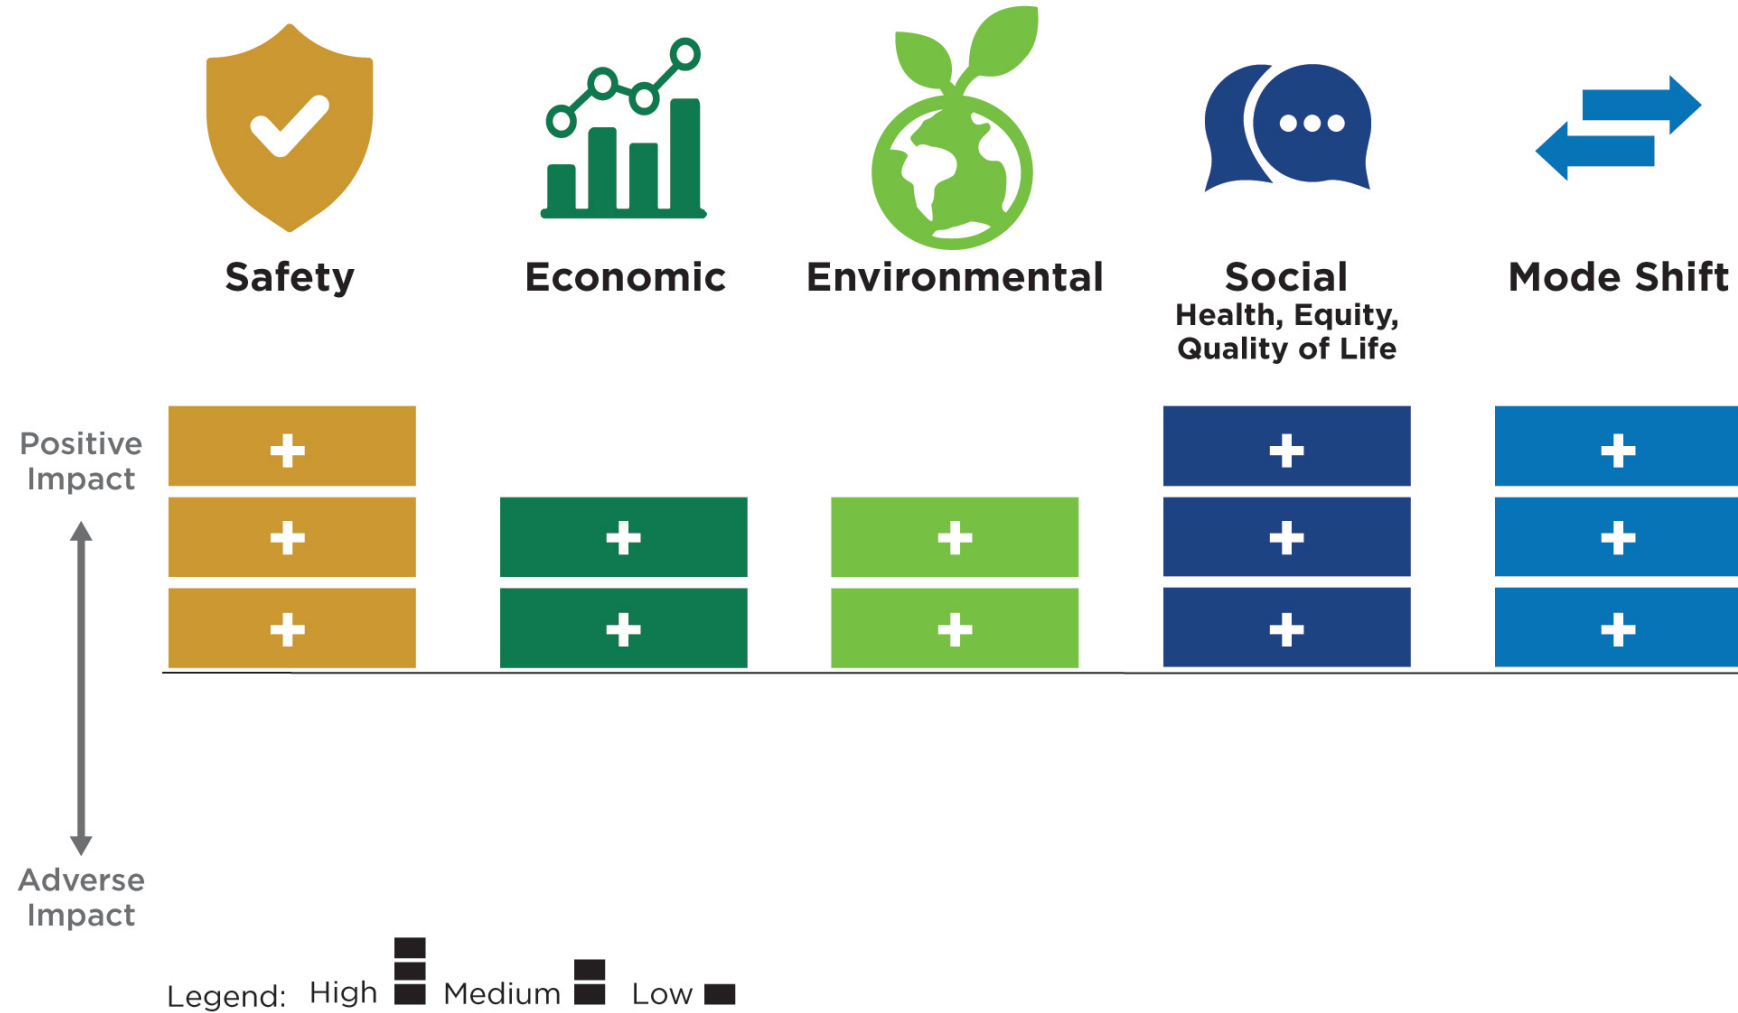 Safety
Economic
Environmental
Social
Health, Equity,
Quality of Life
Mode Shift
Positive
Impact
+ + +
+ + + + +
+ + + + +
Adverse
Impact
Legend: High Medium Low